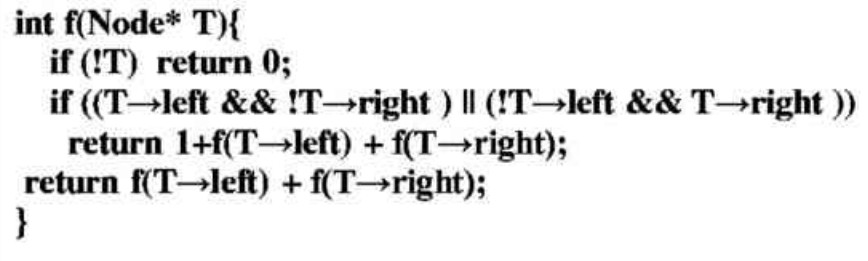 int f(Node* T){
if (!T) return 0;
if ((T→left && !T→right ) || (!T→left && T→right ))
return 1+f(T→left) + f(T→right);
return f(T→left) + f(T→right);
}